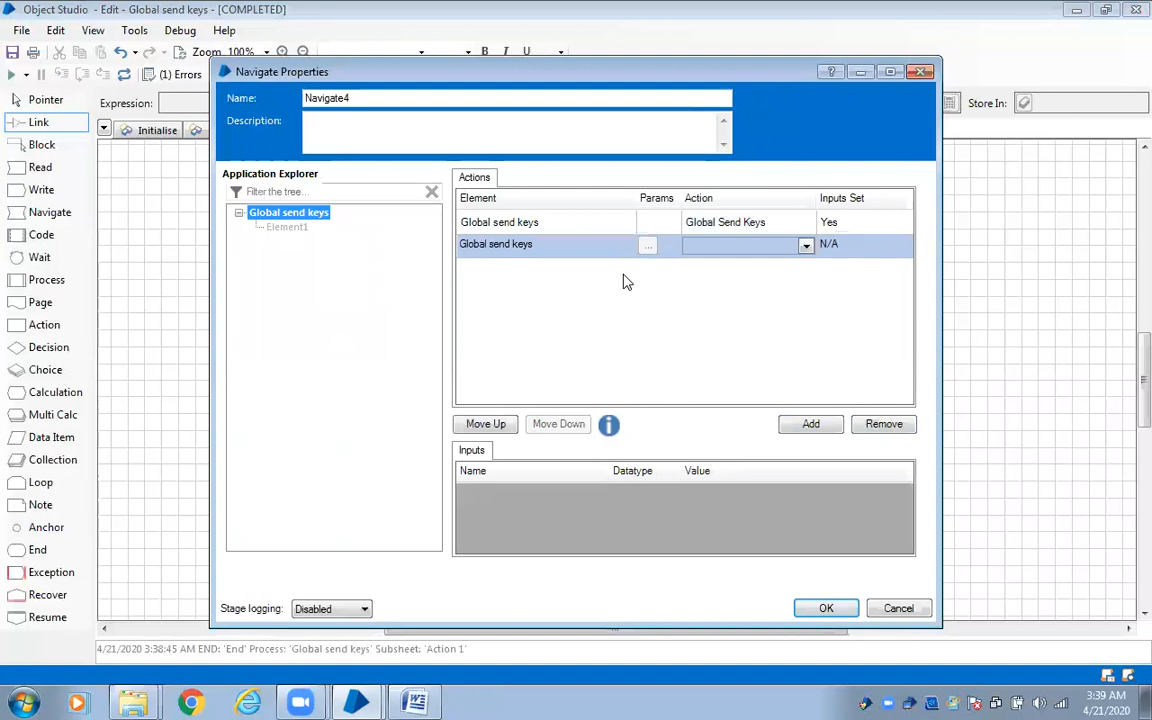 Object Studio - Edit - Global send keys - [COMPLETED]
File Edit View Tools Debug Help
Zoom 100% B I U
(1) Errors
Navigate Properties
?
Pointer
Link
Block
Read
Write
Navigate
Code
Wait
Process
Page
Action
Decision
Choice
Calculation
Multi Calc
Data Item
Collection
Loop
Note
Anchor
End
Exception
Recover
Resume
Expression:
Store In:
Initialise
Name: Navigate4
Description:
Application Explorer
Filter the tree...
Global send keys
Element1
Actions
Element Params Action Inputs Set
Global send keys Global Send Keys Yes
Global send keys ... N/A
Move Up Move Down i Add Remove
Inputs
Name Datatype Value
Stage logging: Disabled OK Cancel
4/21/2020 3:38:45 AM END: 'End' Process: 'Global send keys' Subsheet: 'Action 1'
3:39 AM
4/21/2020